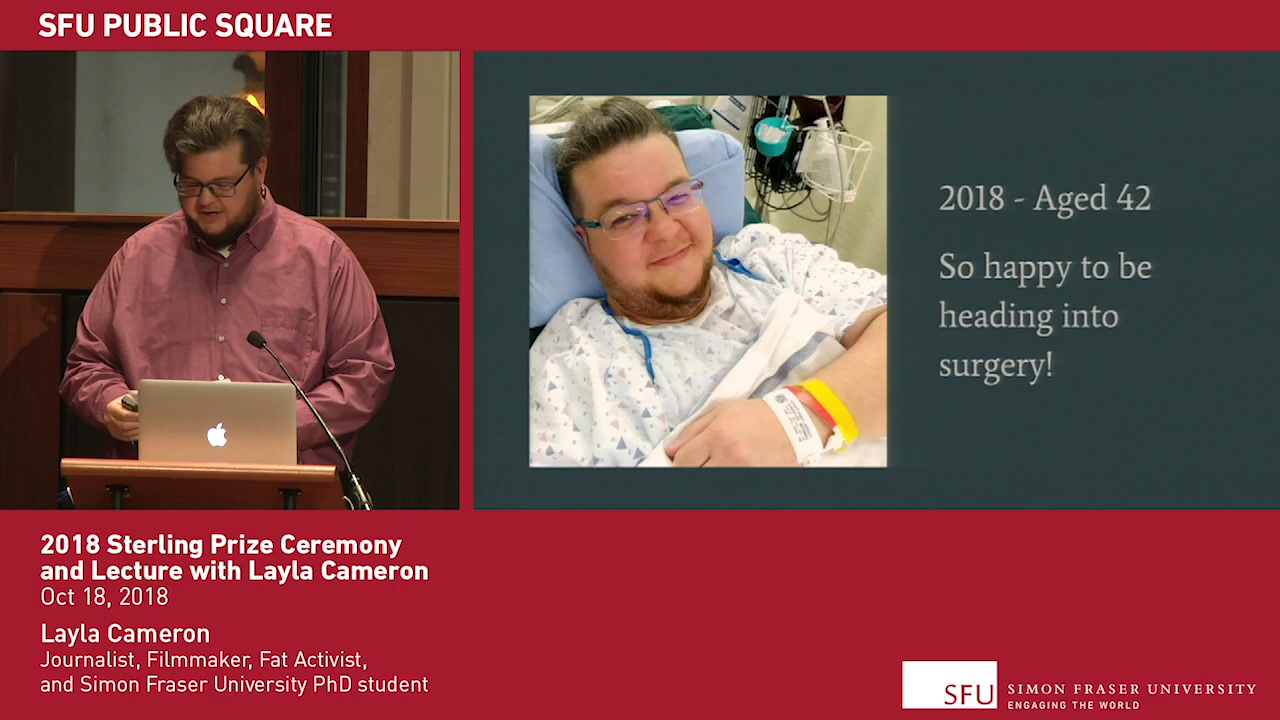 SFU PUBLIC SQUARE
2018 - Aged 42
So happy to be
heading into
surgery!
2018 Sterling Prize Ceremony
and Lecture with Layla Cameron
Oct 18, 2018
Layla Cameron
Journalist, Filmmaker, Fat Activist,
and Simon Fraser University PhD student
SFU
SIMON FRASER UNIVERSITY
ENGAGING THE WORLD